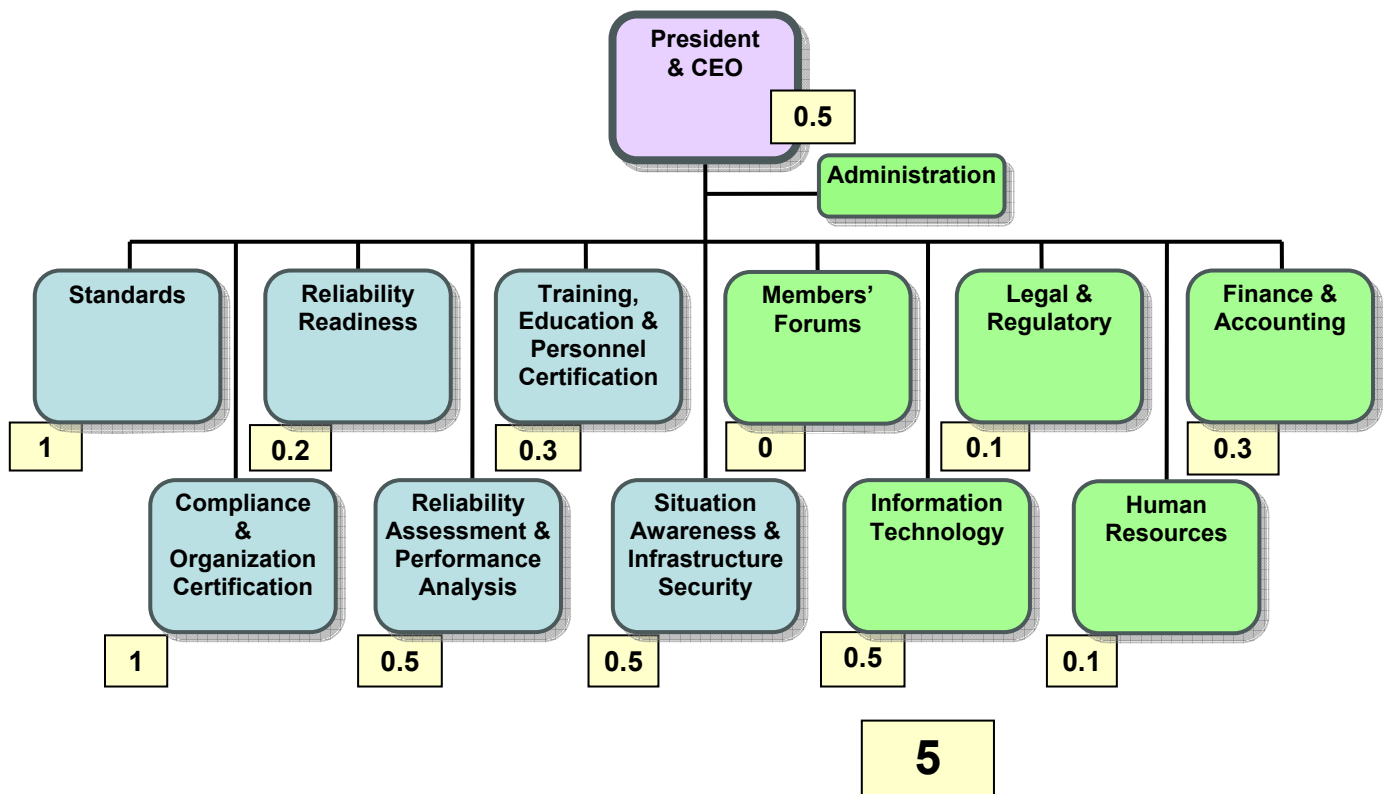 President
& CEO
0.5
Administration
Standards
1
Reliability
Readiness
0.2
Training,
Education &
Personnel
Certification
0.3
Members’
Forums
0
Legal &
Regulatory
0.1
Finance &
Accounting
0.3
Compliance
&
Organization
Certification
1
Reliability
Assessment &
Performance
Analysis
0.5
Situation
Awareness &
Infrastructure
Security
0.5
Information
Technology
0.5
Human
Resources
0.1
5